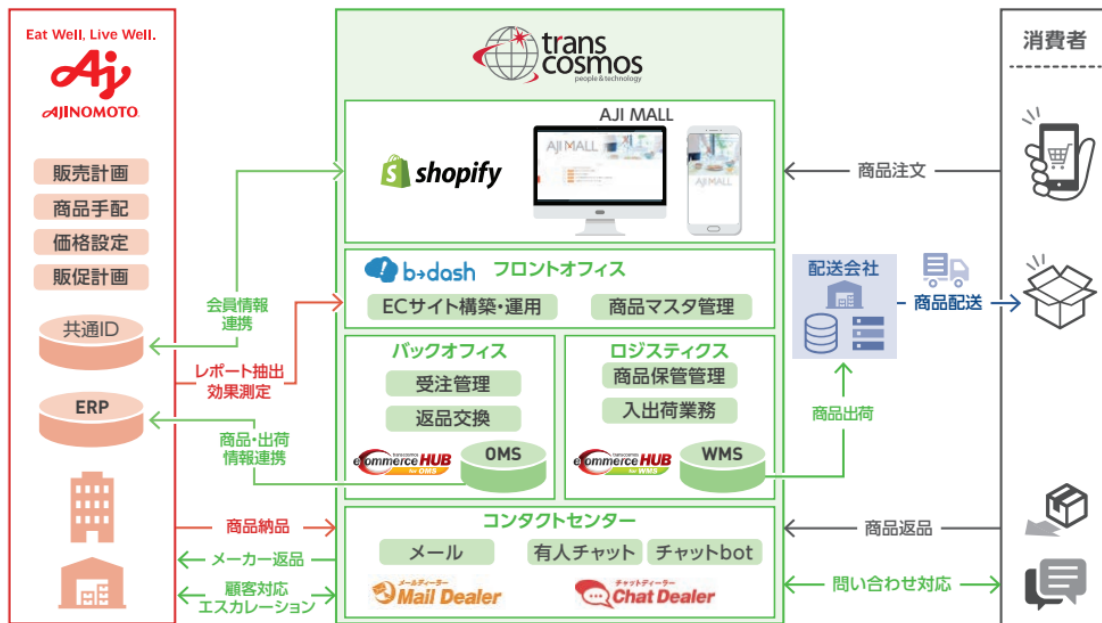 Eat Well, Live Well.
Aj
AJINOMOTO
販売計画
商品手配
価格設定
販促計画
共通ID
ERP
会員情報
連携
レポート抽出
効果測定
商品・出荷
情報連携
商品納品
メーカー返品
顧客対応
エスカレーション
trans
cosmos
people & technology
AJI MALL
shopify
AJI MALL
AJI MALL
b→dash フロントオフィス
ECサイト構築・運用
商品マスタ管理
バックオフィス
受注管理
返品交換
transcosmos
eCommerce HUB
for OMS
OMS
ロジスティクス
商品保管管理
入出荷業務
transcosmos
eCommerce HUB
for WMS
WMS
コンタクトセンター
メール
有人チャット
チャットbot
メールディーラー
Mail Dealer
チャットディーラー
Chat Dealer
商品注文
配送会社
商品配送
商品出荷
商品返品
問い合わせ対応
消費者